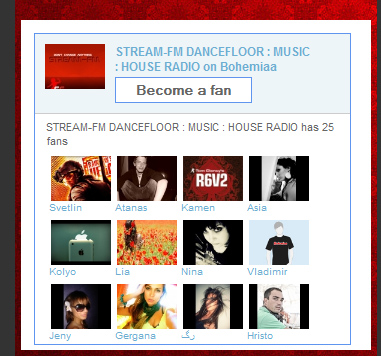 STREAM-FM DANCEFLOOR : MUSIC
: HOUSE RADIO on Bohemiaa
Become a fan
STREAM-FM DANCEFLOOR : MUSIC : HOUSE RADIO has 25
fans
R6V2
Svetlin Atanas Kamen Asia
Kolyo Lia Nina Vladimir
Jeny Gergana رگ Hristo